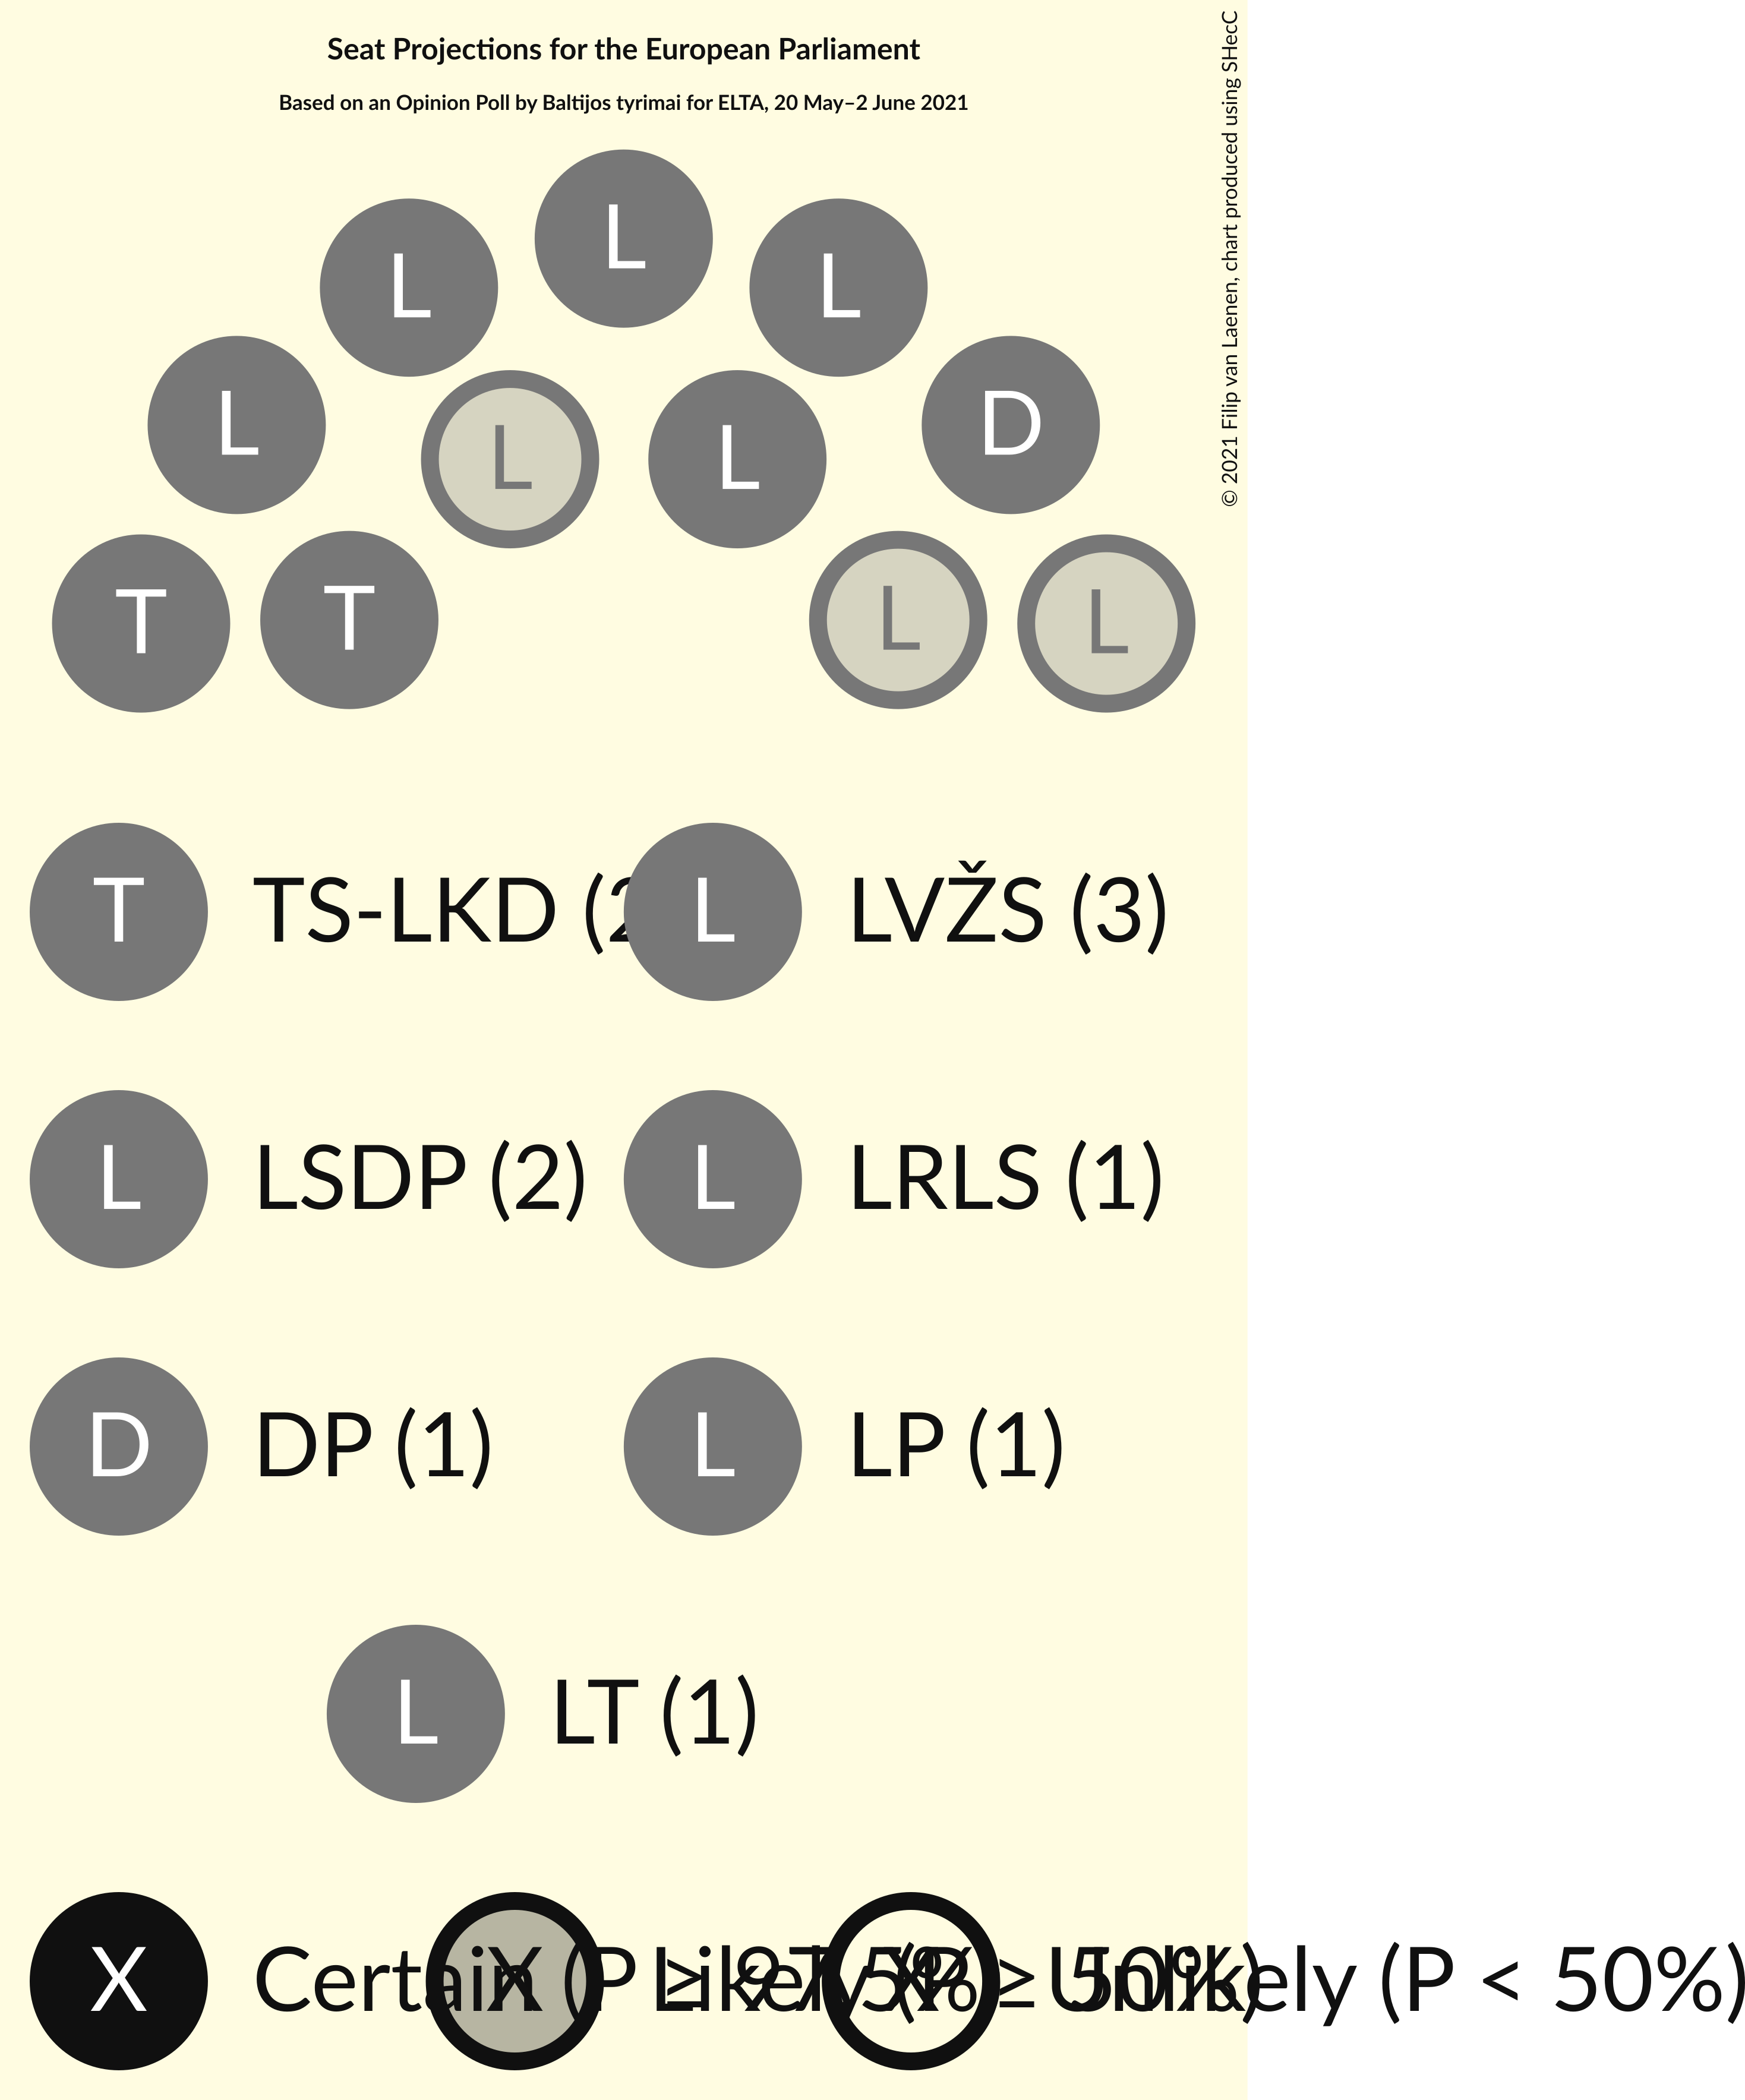 Seat Projections for the European Parliament
Based on an Opinion Poll by Baltijos tyrimai for ELTA, 20 May–2 June 2021
© 2021 Filip van Laenen, chart produced using SHecC
L
L
L
L
D
L
L
T
T
L
L
T TS-LKD (2
L LVŽS (3)
L LSDP (2)
L LRLS (1)
D DP (1)
L LP (1)
L LT (1)
X Certain (P ≥ 97.5%)
X Likely (P ≥ 50%)
X Unlikely (P < 50%)